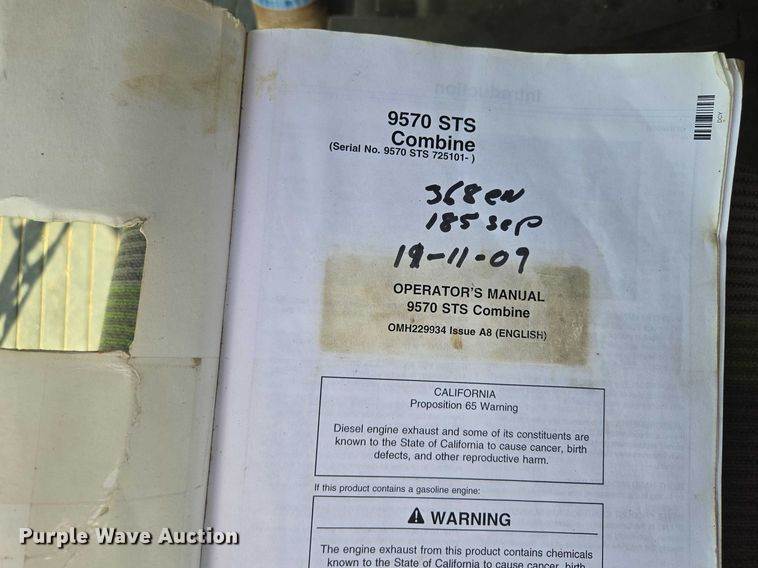 Introduction
9570 STS
Combine
(Serial No. 9570 STS 725101- )
368 en
185 sep
19-11-09
OPERATOR'S MANUAL
9570 STS Combine
OMH229934 Issue A8 (ENGLISH)
CALIFORNIA
Proposition 65 Warning
Diesel engine exhaust and some of its constituents are
known to the State of California to cause cancer, birth
defects, and other reproductive harm.
If this product contains a gasoline engine:
WARNING
The engine exhaust from this product contains chemicals
known to the State of California to cause cancer, birth
DCY
Purple Wave Auction